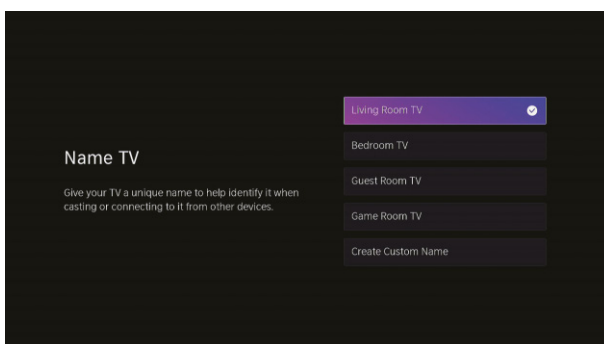 Living Room TV
Bedroom TV
Name TV
Guest Room TV
Give your TV a unique name to help identify it when
casting or connecting to it from other devices.
Game Room TV
Create Custom Name